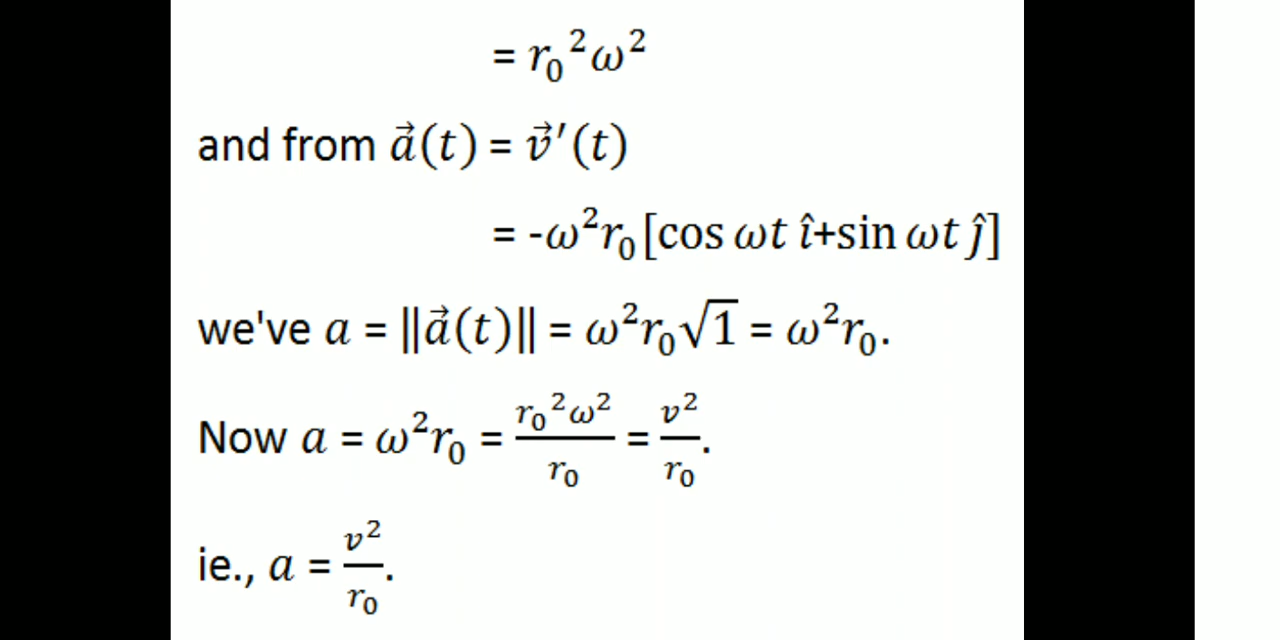 = r₀²ω²
and from a⃗(t) = v⃗′(t)
= -ω²r₀[cos ωt î+sin ωt ĵ]
we've a = ‖a⃗(t)‖ = ω²r₀√1 = ω²r₀.
Now a = ω²r₀ = r₀²ω²/r₀ = v²/r₀.
ie., a = v²/r₀.